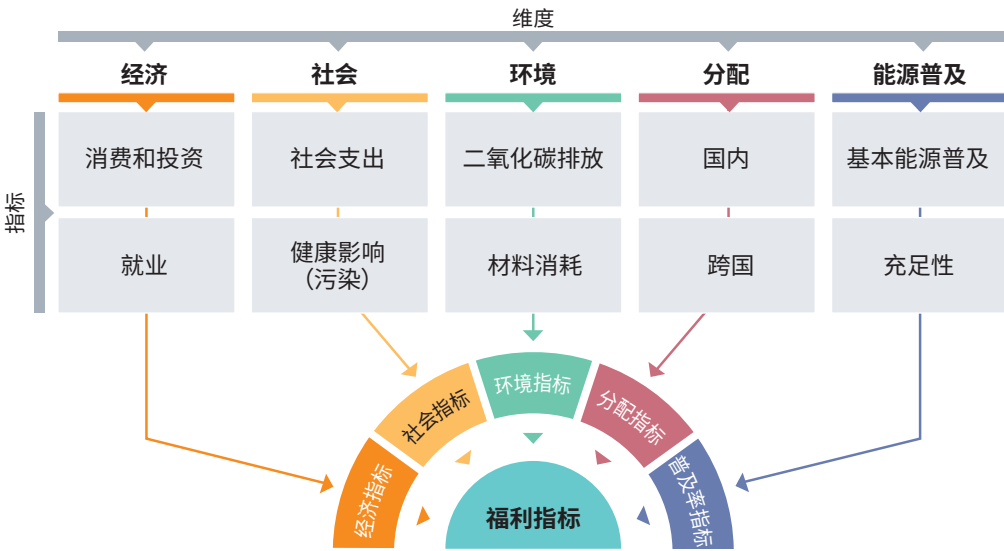 维度
经济
社会
环境
分配
能源普及
指标
消费和投资
社会支出
二氧化碳排放
国内
基本能源普及
就业
健康影响
（污染）
材料消耗
跨国
充足性
经济指标
社会指标
环境指标
分配指标
普及率指标
福利指标